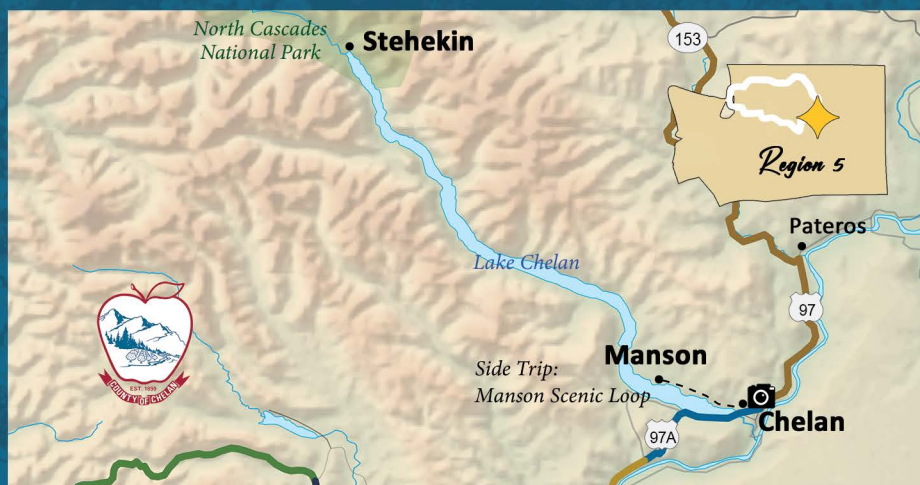 North Cascades
National Park
Stehekin
153
Region 5
Pateros
Lake Chelan
97
Manson
Side Trip:
Manson Scenic Loop
Chelan
97A
EST. 1899
COUNTY OF CHELAN